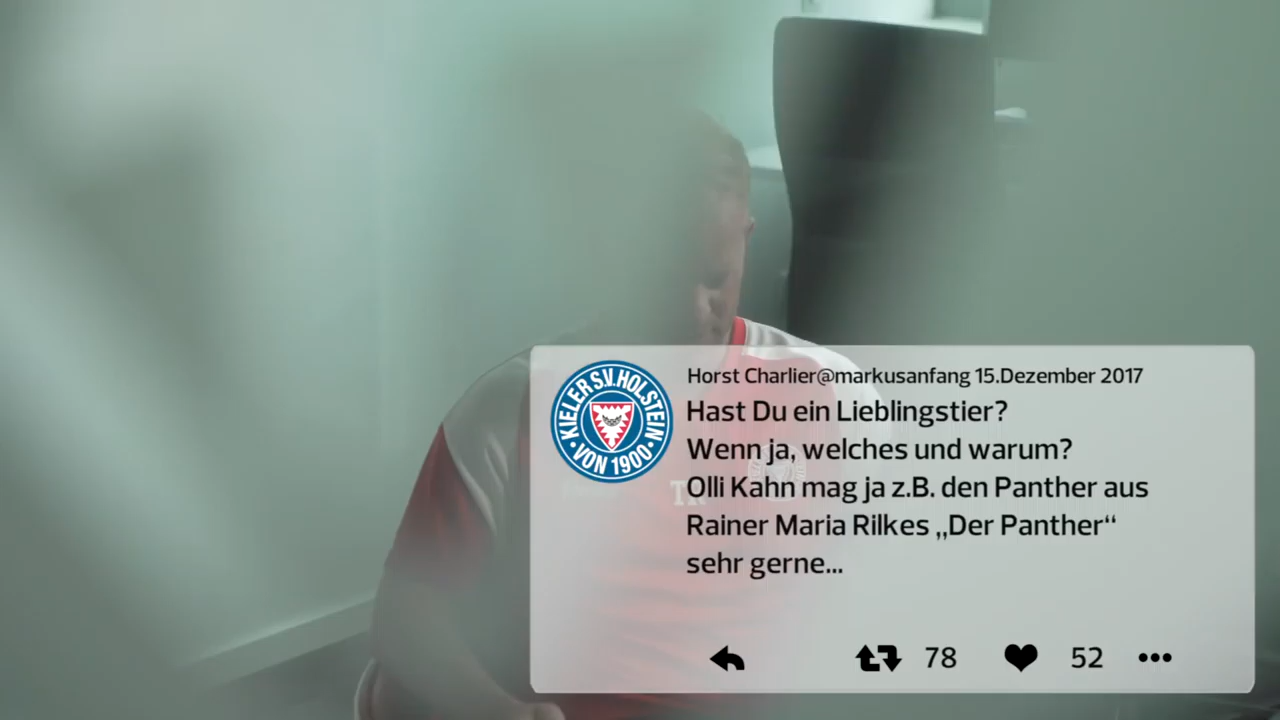 KIELER S.V. HOLSTEIN
VON 1900
Horst Charlier@markusanfang 15.Dezember 2017
Hast Du ein Lieblingstier?
Wenn ja, welches und warum?
Olli Kahn mag ja z.B. den Panther aus
Rainer Maria Rilkes „Der Panther“
sehr gerne...
78
52